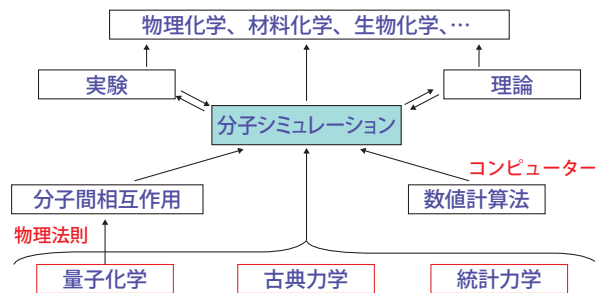 物理化学、材料化学、生物化学、…
実験
理論
分子シミュレーション
コンピューター
分子間相互作用
数値計算法
物理法則
量子化学
古典力学
統計力学